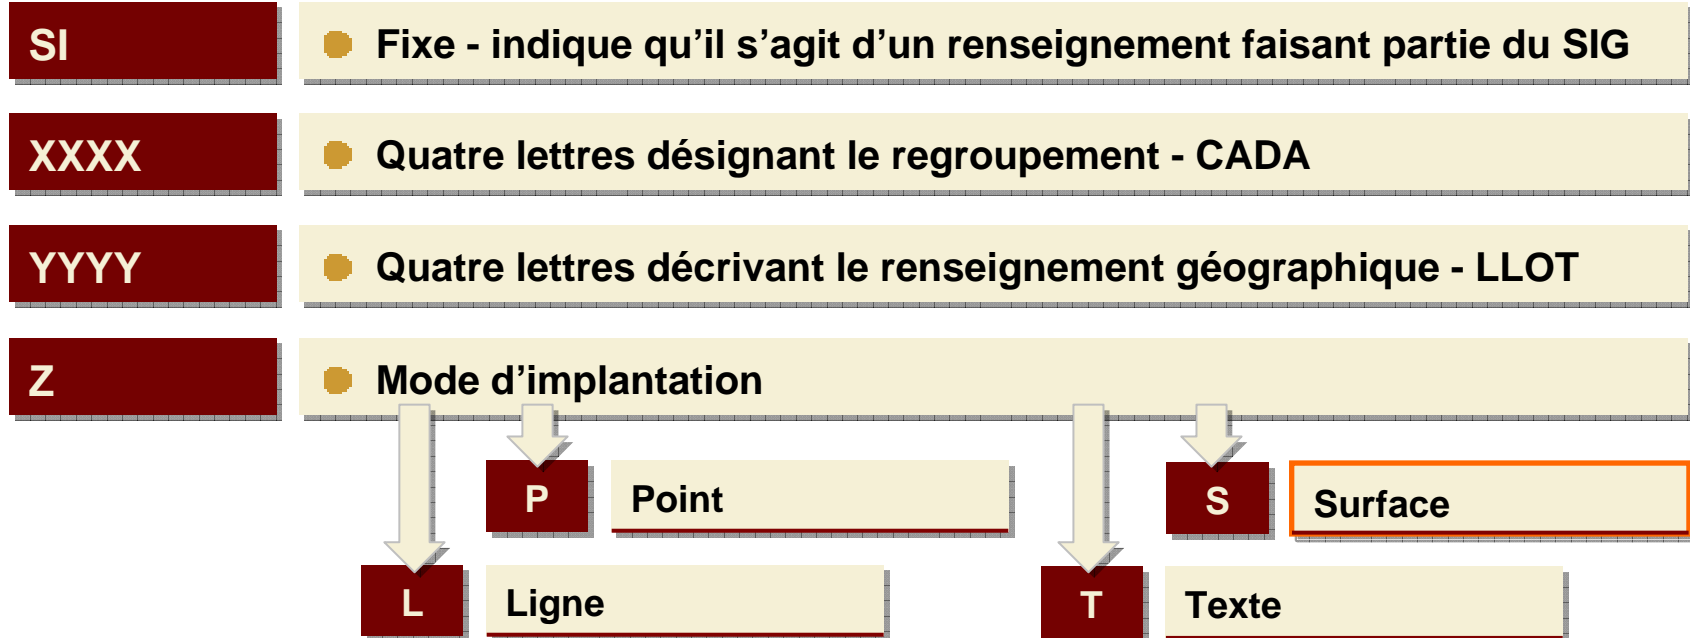 SI
Fixe - indique qu’il s’agit d’un renseignement faisant partie du SIG
XXXX
Quatre lettres désignant le regroupement - CADA
YYYY
Quatre lettres décrivant le renseignement géographique - LLOT
Z
Mode d’implantation
P
Point
S
Surface
L
Ligne
T
Texte